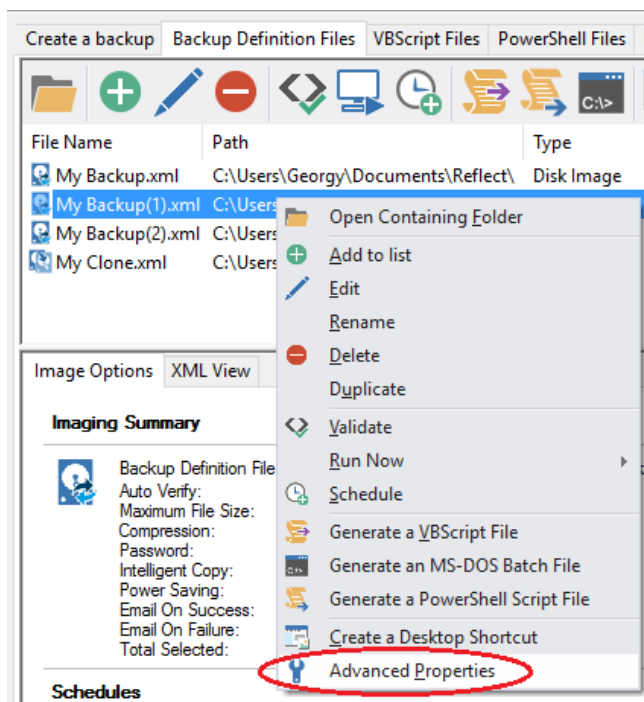 Create a backup Backup Definition Files VBScript Files PowerShell Files
C:\>
File Name Path Type
My Backup.xml C:\Users\Georgy\Documents\Reflect\ Disk Image
My Backup(1).xml C:\Users
My Backup(2).xml C:\Users
My Clone.xml C:\Users
Open Containing Folder
Add to list
Edit
Rename
Delete
Duplicate
Validate
Run Now
Schedule
Generate a VBScript File
Generate an MS-DOS Batch File
Generate a PowerShell Script File
Create a Desktop Shortcut
Advanced Properties
Image Options XML View
Imaging Summary
Backup Definition File
Auto Verify:
Maximum File Size:
Compression:
Password:
Intelligent Copy:
Power Saving:
Email On Success:
Email On Failure:
Total Selected:
Schedules